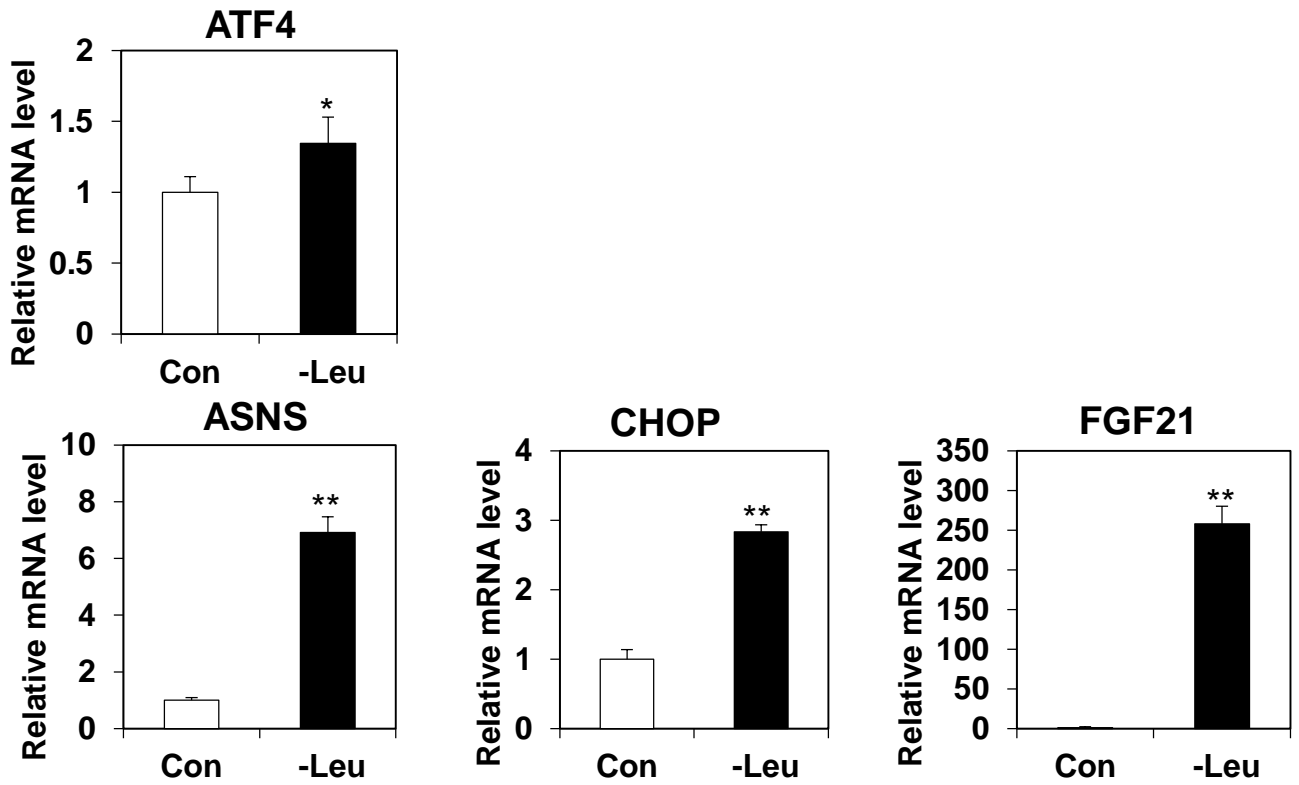 ATF4
Relative mRNA level
2
1.5
1
0.5
0
*
Con -Leu
ASNS
Relative mRNA level
10
8
6
4
2
0
**
Con -Leu
CHOP
Relative mRNA level
4
3
2
1
0
**
Con -Leu
FGF21
Relative mRNA level
350
300
250
200
150
100
50
0
**
Con -Leu